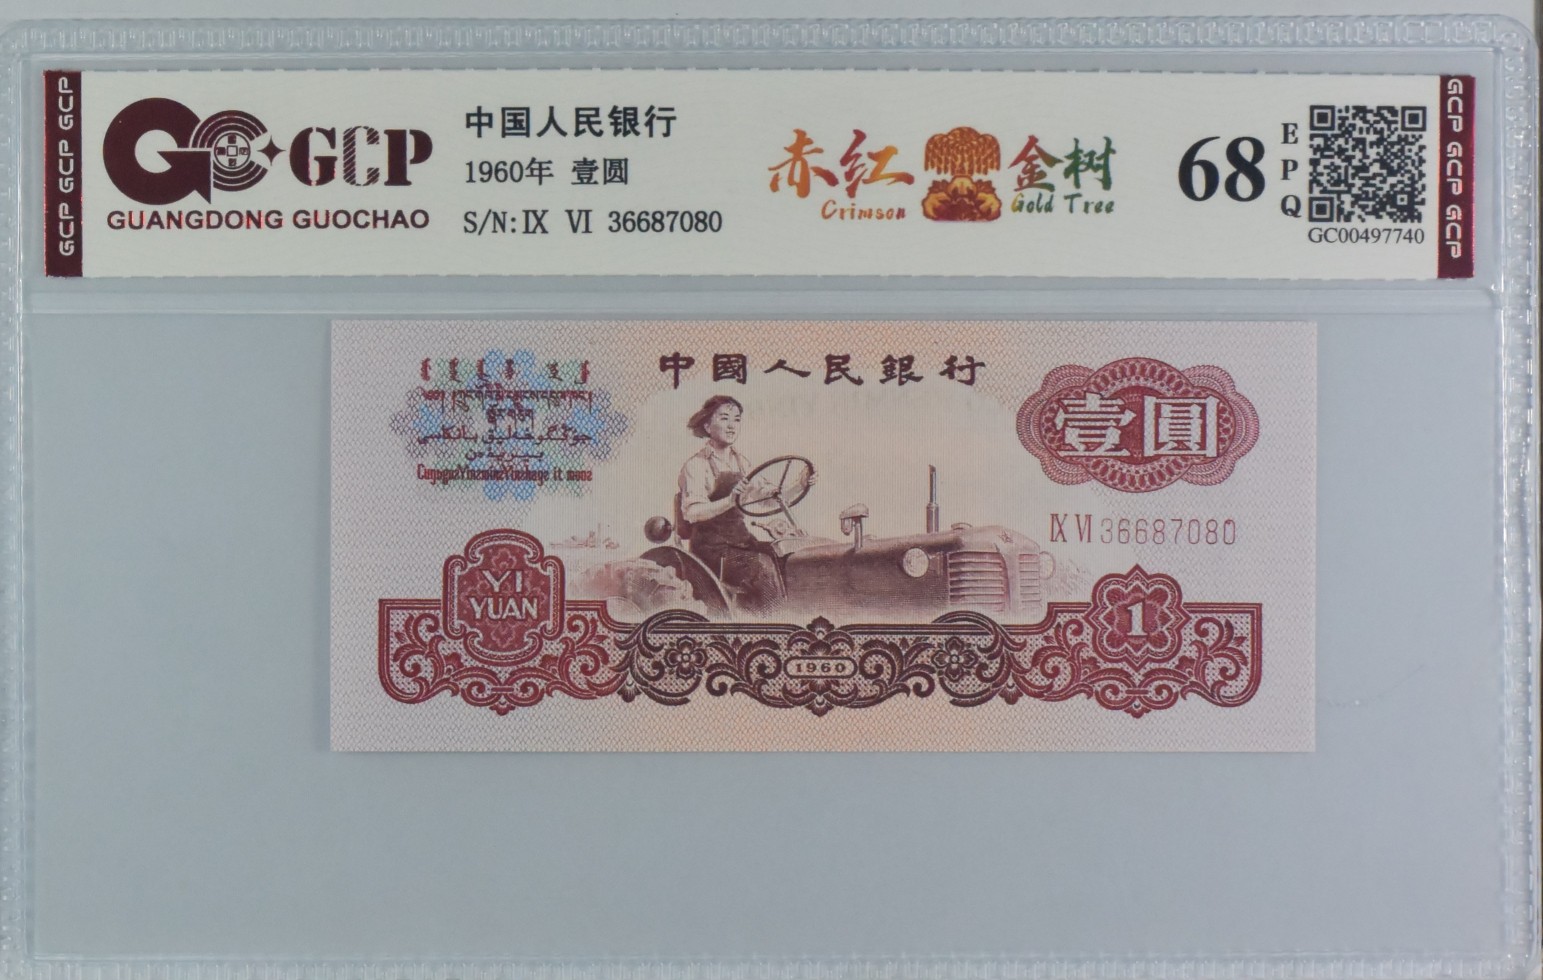 GCP GCP GCP
GCP
GUANGDONG GUOCHAO
中国人民银行
1960年 壹圆
S/N:Ⅸ Ⅵ 36687080
赤红
Crimson
金树
Gold Tree
68
EPQ
GC00497740
GCP GCP GCP
中國人民銀行
壹圓
Ⅸ Ⅵ 36687080
YI
YUAN
1960
1